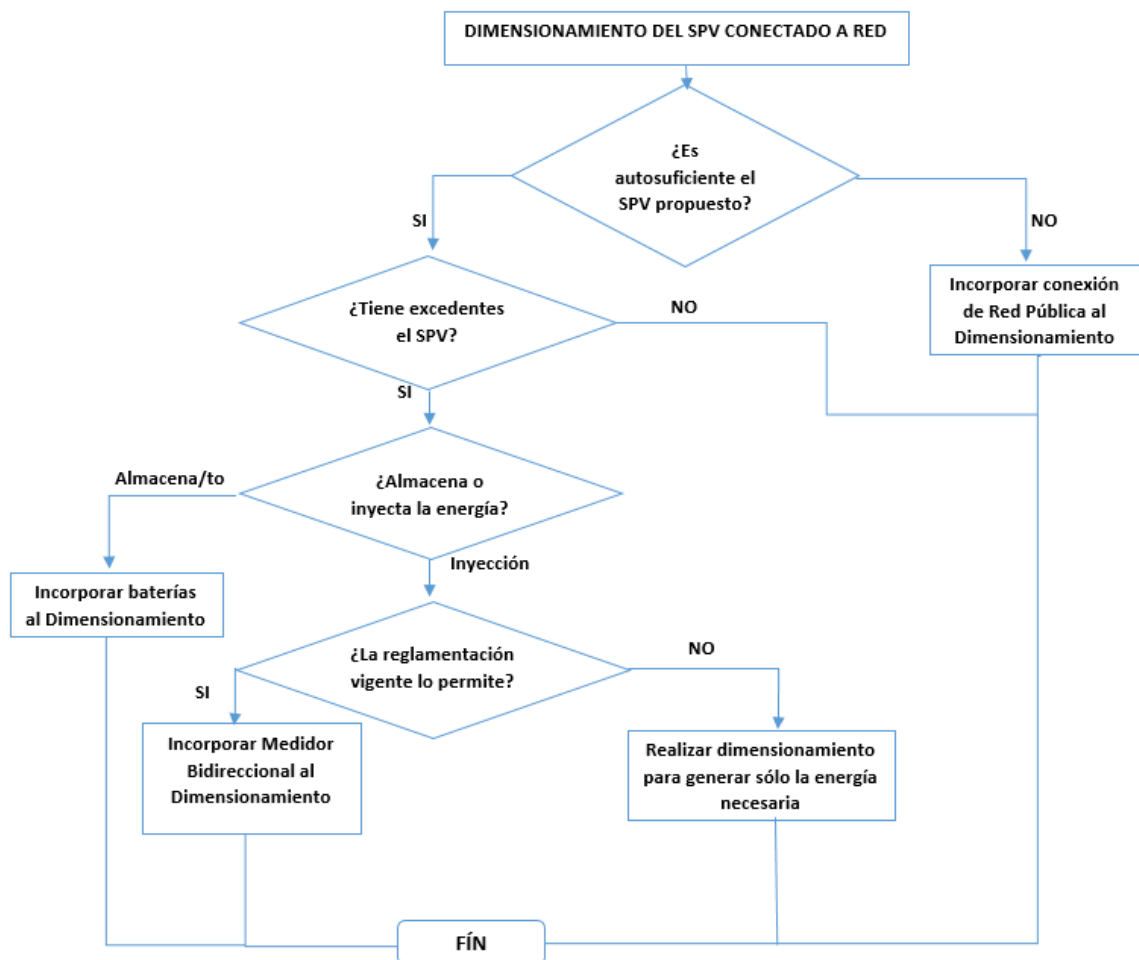 DIMENSIONAMIENTO DEL SPV CONECTADO A RED
¿Es
autosuficiente el
SPV propuesto?
SI
NO
¿Tiene excedentes
el SPV?
NO
Incorporar conexión
de Red Pública al
Dimensionamiento
SI
Almacena/to
¿Almacena o
inyecta la energía?
Inyección
Incorporar baterías
al Dimensionamiento
¿La reglamentación
vigente lo permite?
NO
SI
Incorporar Medidor
Bidireccional al
Dimensionamiento
Realizar dimensionamiento
para generar sólo la energía
necesaria
FÍN